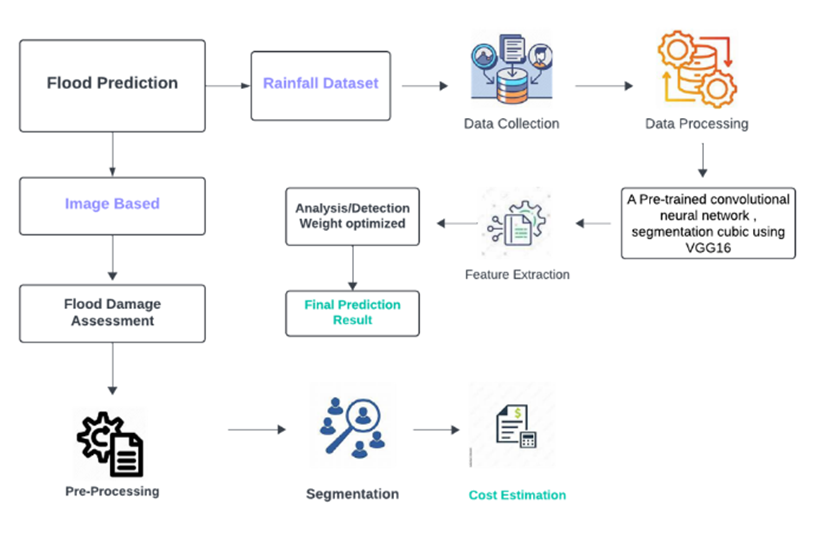 Flood Prediction
Rainfall Dataset
Data Collection
Data Processing
Image Based
Analysis/Detection
Weight optimized
Feature Extraction
A Pre-trained convolutional
neural network ,
segmentation cubic using
VGG16
Flood Damage
Assessment
Final Prediction
Result
$
Pre-Processing
Segmentation
Cost Estimation